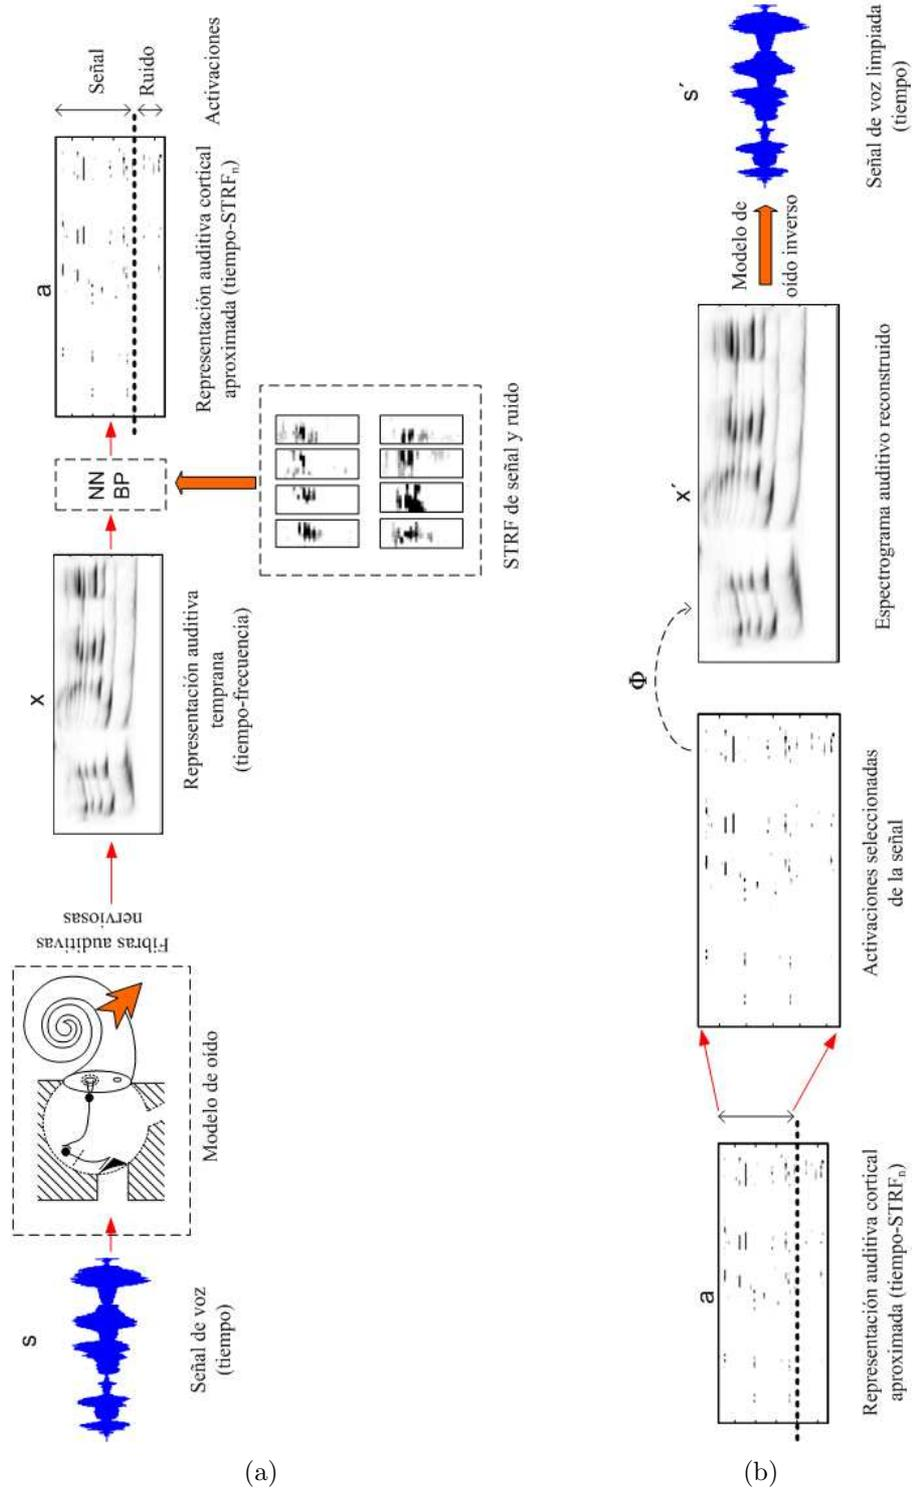 s
Señal de voz
(tiempo)
Modelo de oído
Fibras auditivas
nerviosas
x
Representación auditiva
temprana
(tiempo-frecuencia)
NN
BP
STRF de señal y ruido
a
Representación auditiva cortical
aproximada (tiempo-STRFₙ)
Señal
Ruido
Activaciones
(a)
a
Representación auditiva cortical
aproximada (tiempo-STRFₙ)
Activaciones seleccionadas
de la señal
Φ
x´
Espectrograma auditivo reconstruido
Modelo de
oído inverso
s´
Señal de voz limpiada
(tiempo)
(b)